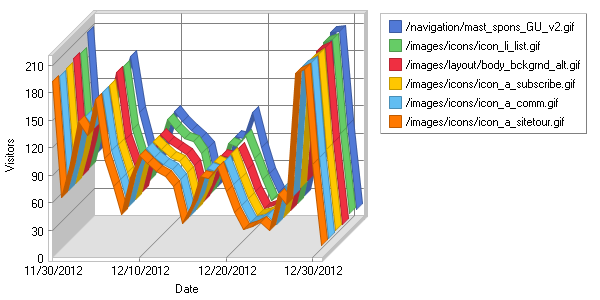 /navigation/mast_spons_GU_v2.gif
/images/icons/icon_li_list.gif
/images/layout/body_bckgrnd_alt.gif
/images/icons/icon_a_subscribe.gif
/images/icons/icon_a_comm.gif
/images/icons/icon_a_sitetour.gif
Visitors
210
180
150
120
90
60
30
0
11/30/2012 12/10/2012 12/20/2012 12/30/2012
Date